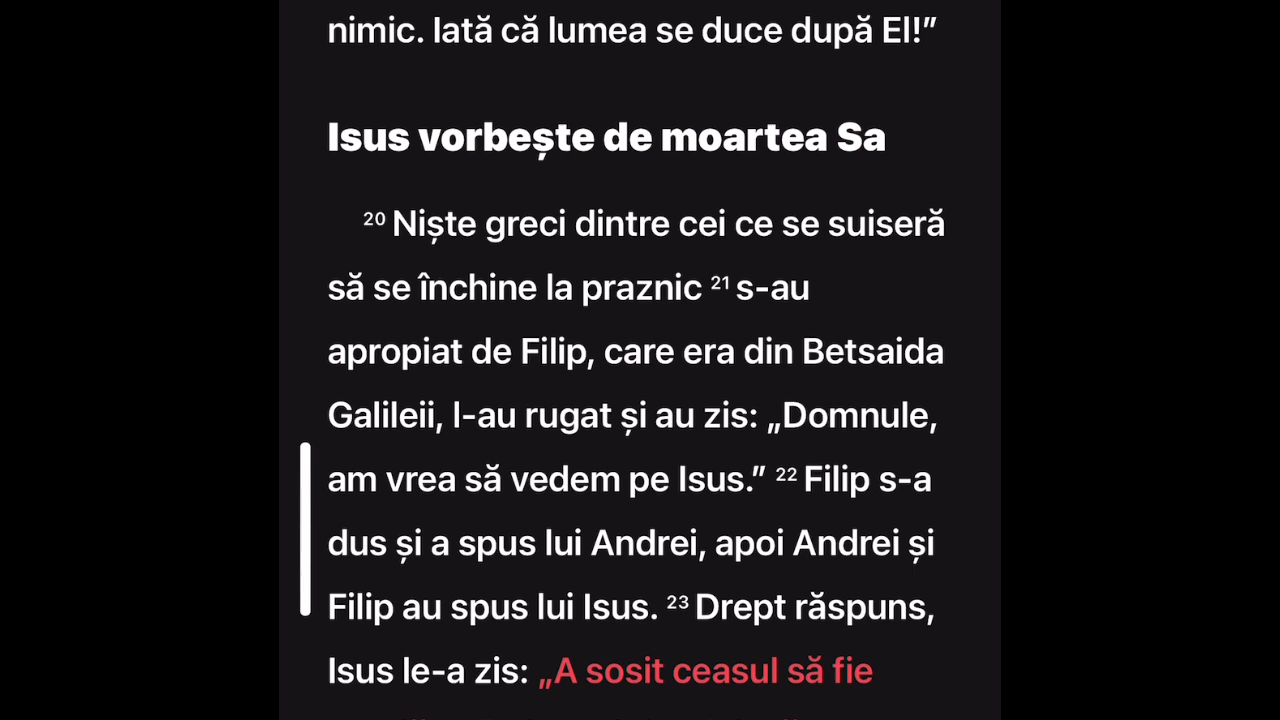 nimic. Iată că lumea se duce după El!”
Isus vorbește de moartea Sa
20 Niște greci dintre cei ce se suiseră
să se închine la praznic 21 s-au
apropiat de Filip, care era din Betsaida
Galileii, l-au rugat și au zis: „Domnule,
am vrea să vedem pe Isus.” 22 Filip s-a
dus și a spus lui Andrei, apoi Andrei și
Filip au spus lui Isus. 23 Drept răspuns,
Isus le-a zis: „A sosit ceasul să fie